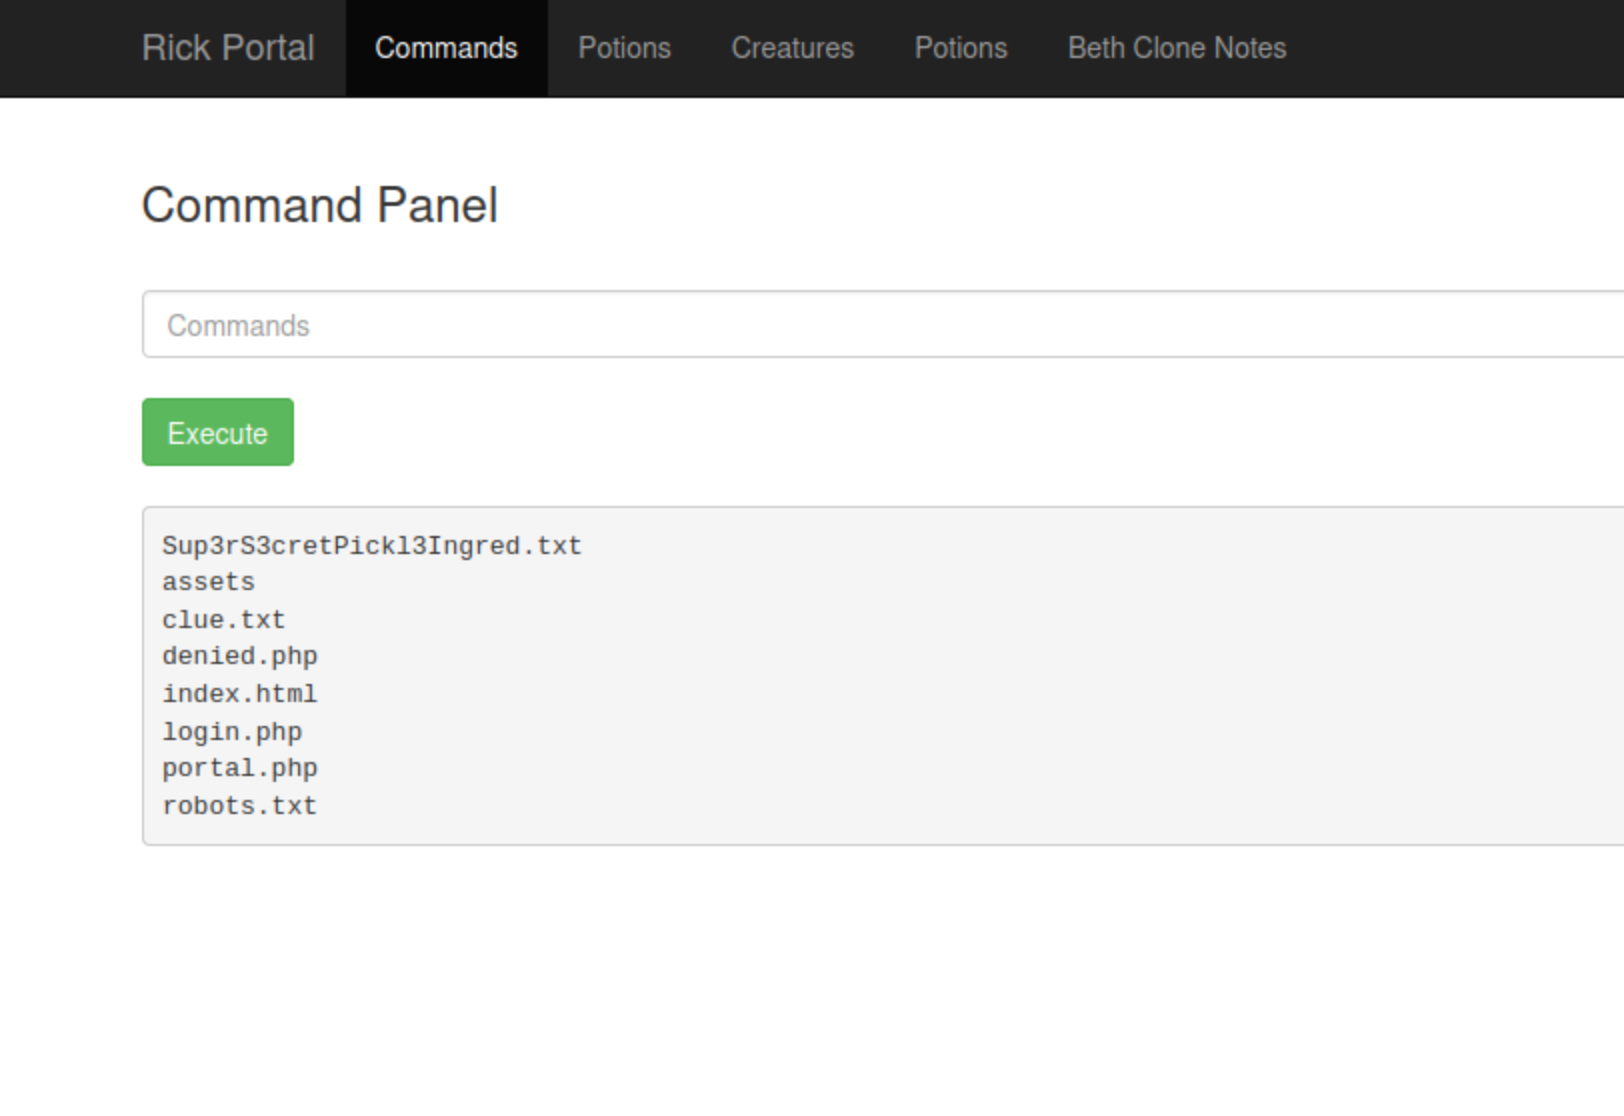 Rick Portal Commands Potions Creatures Potions Beth Clone Notes
Command Panel
Commands
Execute
Sup3rS3cretPickl3Ingred.txt
assets
clue.txt
denied.php
index.html
login.php
portal.php
robots.txt